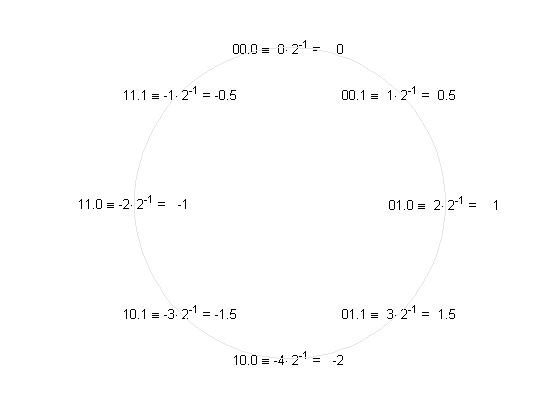 00.0 ≡ 0· 2⁻¹ = 0
11.1 ≡ -1· 2⁻¹ = -0.5
00.1 ≡ 1· 2⁻¹ = 0.5
11.0 ≡ -2· 2⁻¹ = -1
01.0 ≡ 2· 2⁻¹ = 1
10.1 ≡ -3· 2⁻¹ = -1.5
01.1 ≡ 3· 2⁻¹ = 1.5
10.0 ≡ -4· 2⁻¹ = -2